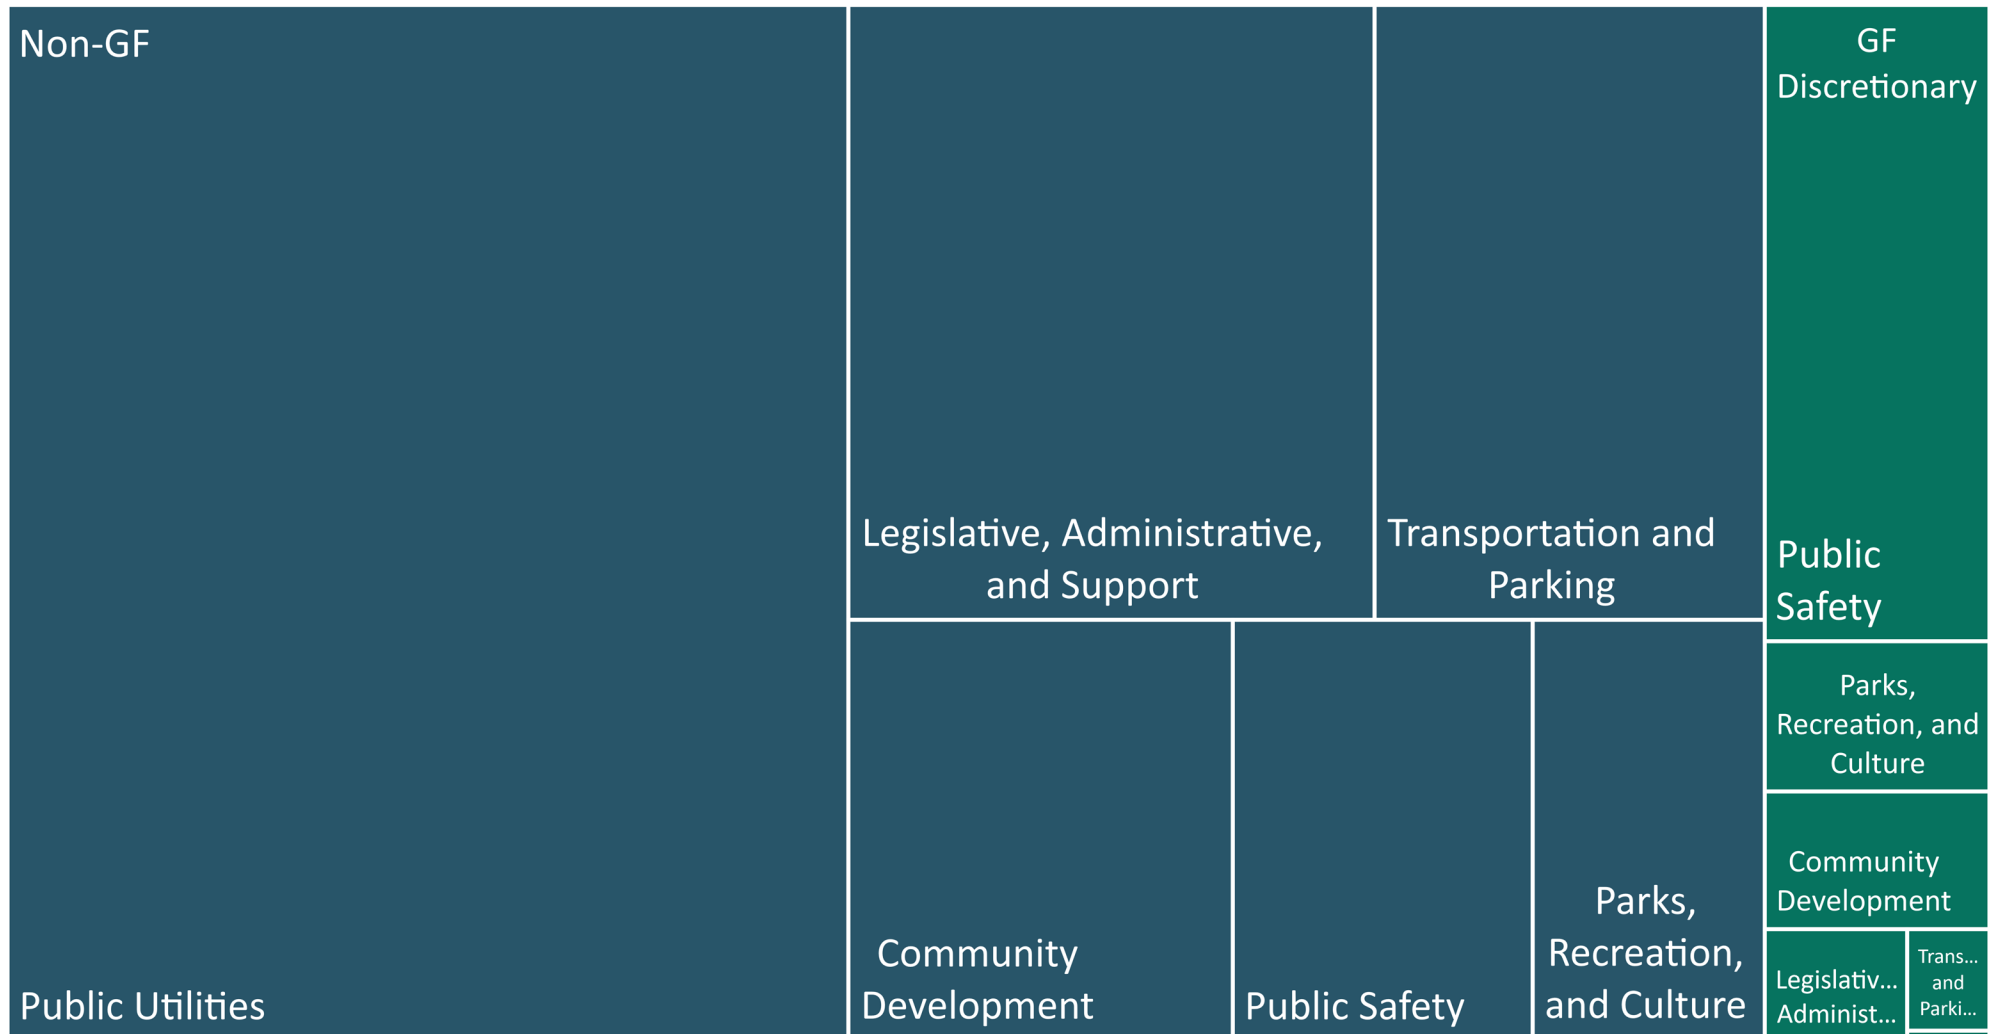 Non-GF
Public Utilities
Legislative, Administrative,
and Support
Transportation and
Parking
Community
Development
Public Safety
Parks,
Recreation,
and Culture
GF
Discretionary
Public
Safety
Parks,
Recreation, and
Culture
Community
Development
Legislativ...
Administ...
Trans...
and
Parki...